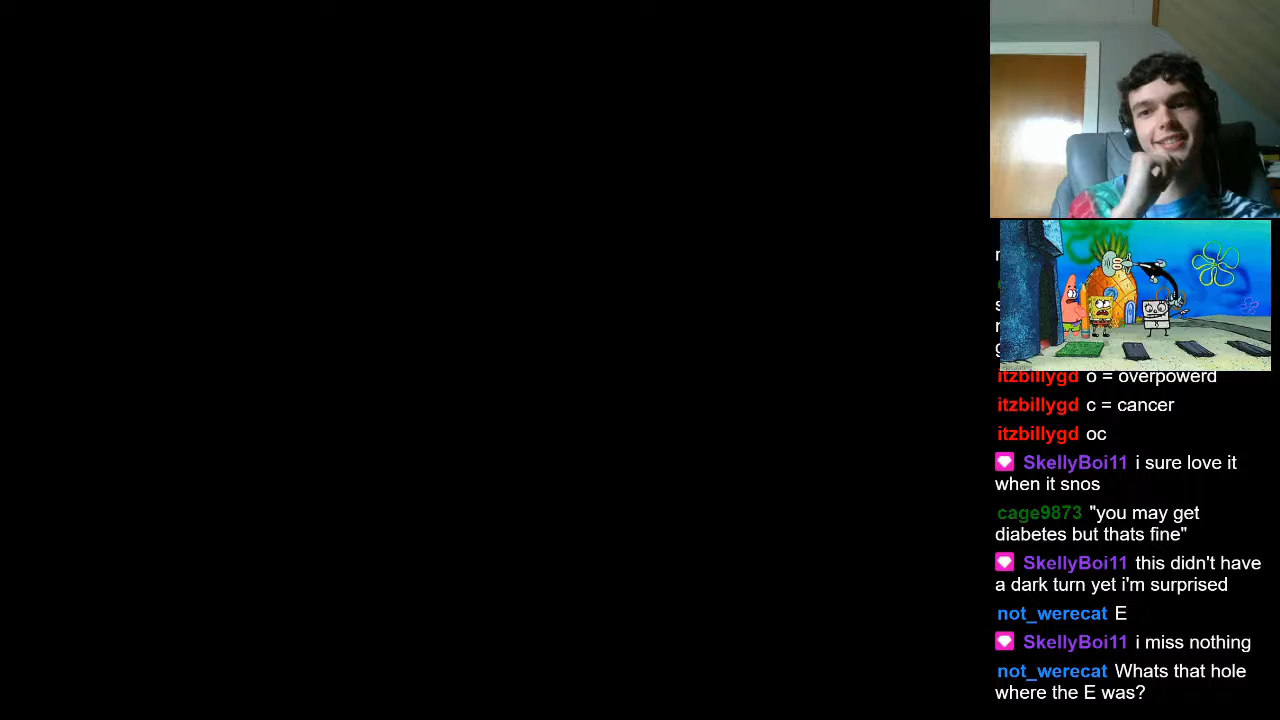 itzbillygd o = overpowerd
itzbillygd c = cancer
itzbillygd oc
SkellyBoi11 i sure love it
when it snos
cage9873 "you may get
diabetes but thats fine"
SkellyBoi11 this didn't have
a dark turn yet i'm surprised
not_werecat E
SkellyBoi11 i miss nothing
not_werecat Whats that hole
where the E was?